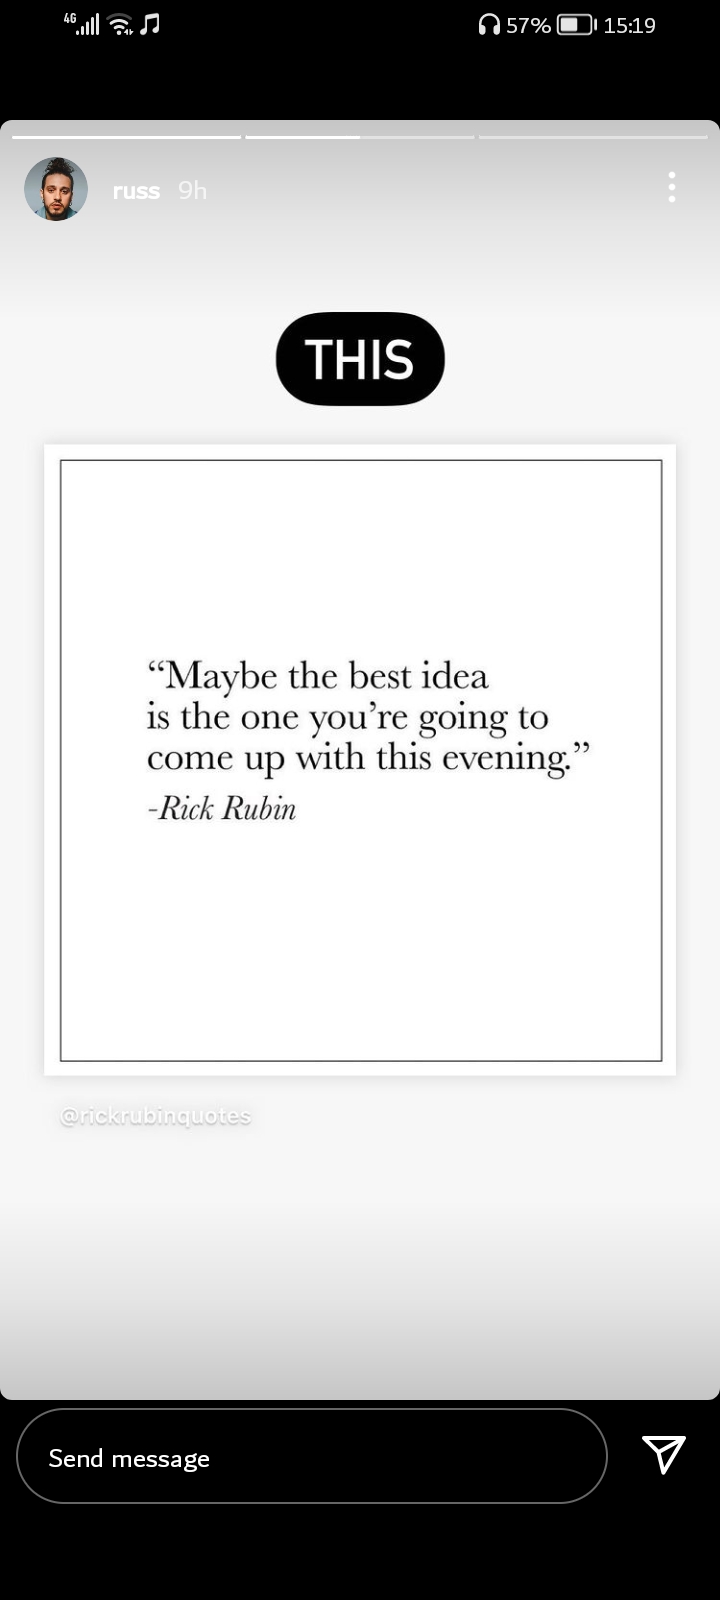 4G 57% 15:19
russ 9h
THIS
“Maybe the best idea
is the one you’re going to
come up with this evening.”
-Rick Rubin
@rickrubinquotes
Send message